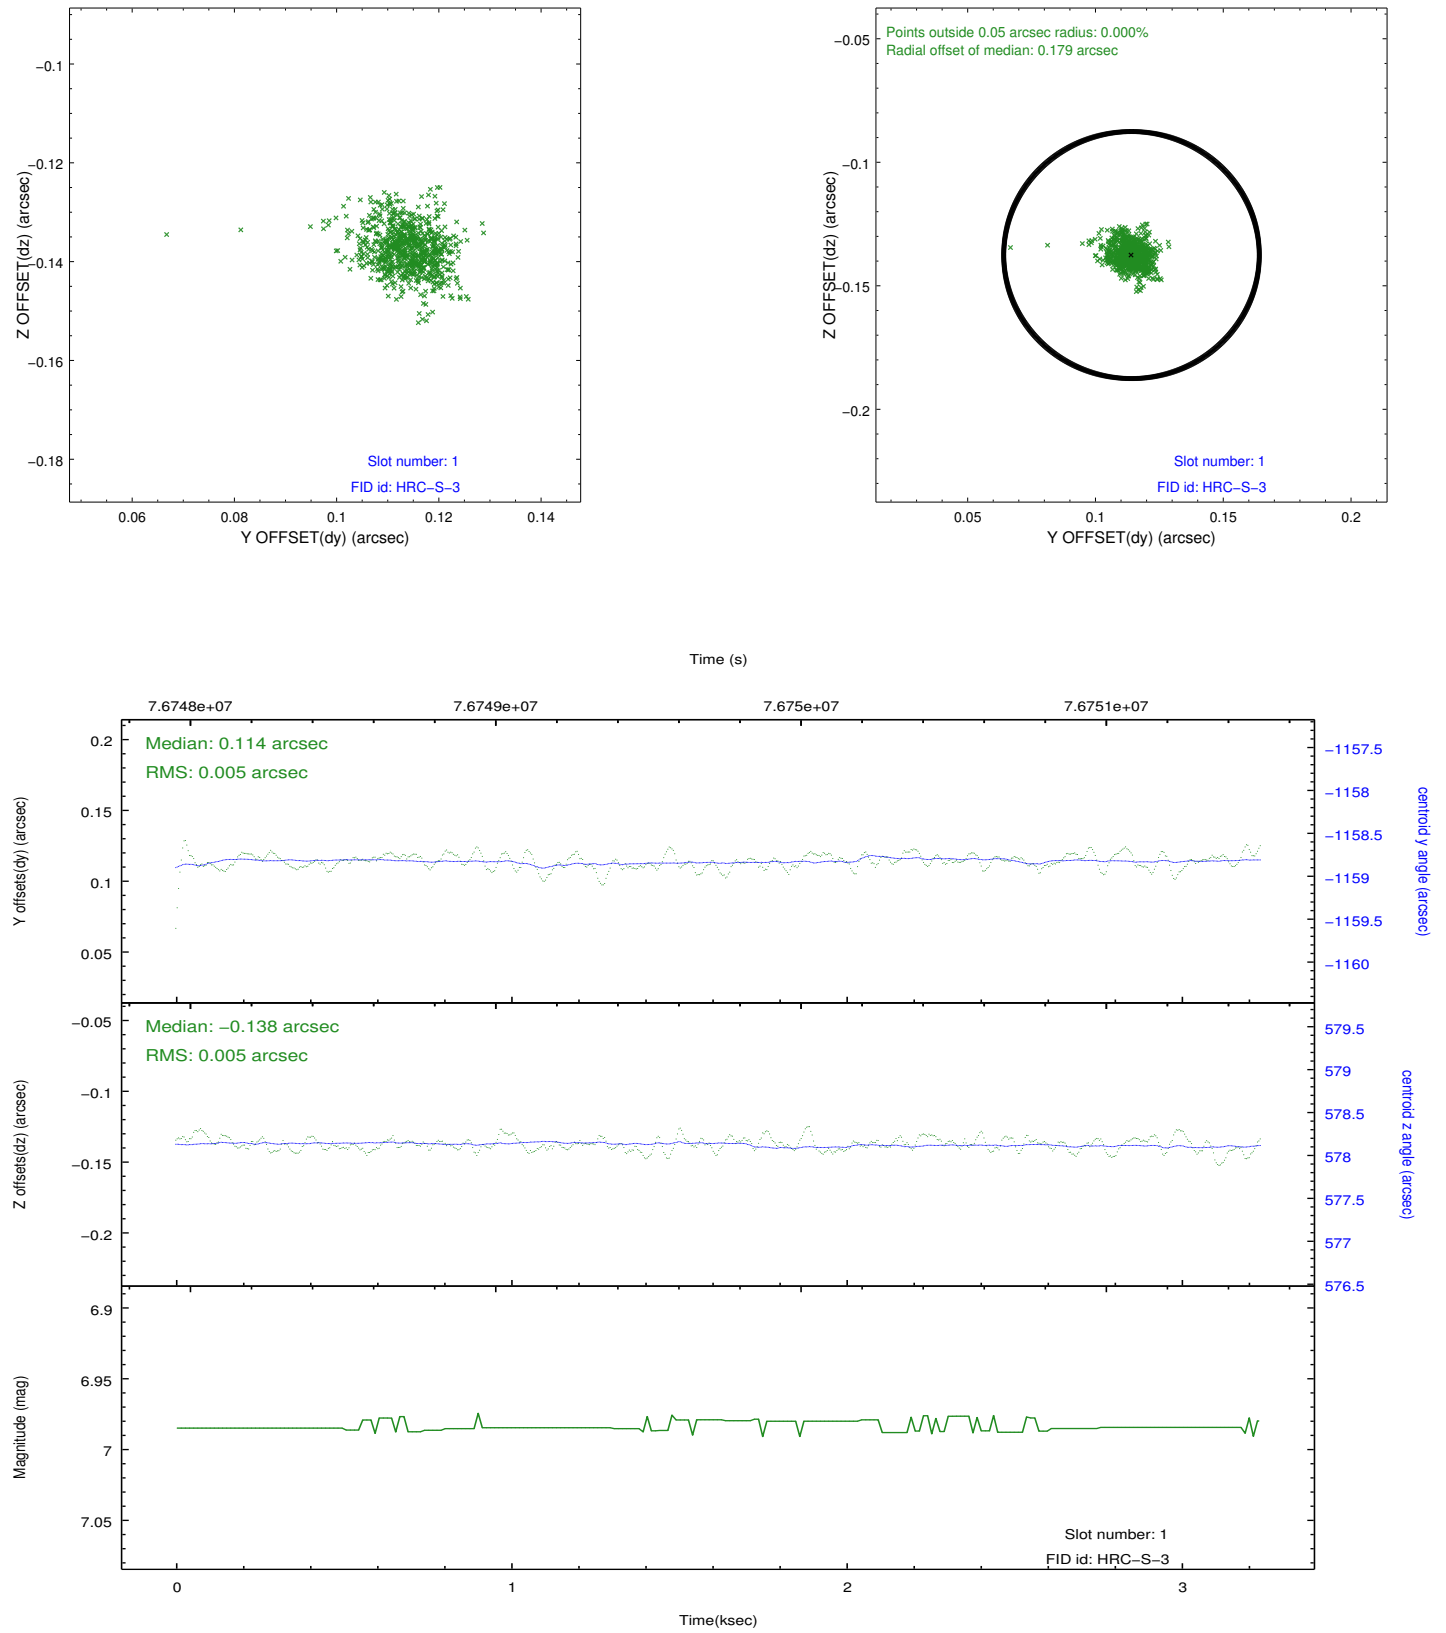 −0.1
−0.12
−0.14
−0.16
−0.18
Z OFFSET(dz) (arcsec)
Slot number: 1
FID id: HRC−S−3
0.06 0.08 0.1 0.12 0.14
Y OFFSET(dy) (arcsec)
Points outside 0.05 arcsec radius: 0.000%
Radial offset of median: 0.179 arcsec
−0.05
−0.1
−0.15
−0.2
Z OFFSET(dz) (arcsec)
Slot number: 1
FID id: HRC−S−3
0.05 0.1 0.15 0.2
Y OFFSET(dy) (arcsec)
Time (s)
7.6748e+07 7.6749e+07 7.675e+07 7.6751e+07
Median: 0.114 arcsec
RMS: 0.005 arcsec
0.2
0.15
0.1
0.05
Y offsets(dy) (arcsec)
−1157.5
−1158
−1158.5
−1159
−1159.5
−1160
centroid y angle (arcsec)
Median: −0.138 arcsec
RMS: 0.005 arcsec
−0.05
−0.1
−0.15
−0.2
Z offsets(dz) (arcsec)
579.5
579
578.5
578
577.5
577
576.5
centroid z angle (arcsec)
6.9
6.95
7
7.05
Magnitude (mag)
Slot number: 1
FID id: HRC−S−3
0 1 2 3
Time(ksec)